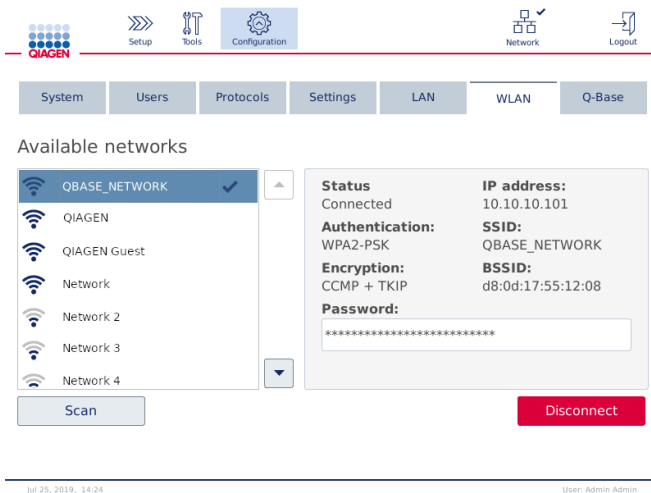 QIAGEN
Setup
Tools
Configuration
Network
Logout
System Users Protocols Settings LAN WLAN Q-Base
Available networks
QBASE_NETWORK
QIAGEN
QIAGEN Guest
Network
Network 2
Network 3
Network 4
Scan
Status IP address:
Connected 10.10.10.101
Authentication: SSID:
WPA2-PSK QBASE_NETWORK
Encryption: BSSID:
CCMP + TKIP d8:0d:17:55:12:08
Password:
**************************
Disconnect
Jul 25, 2019, 14:24
User: Admin Admin